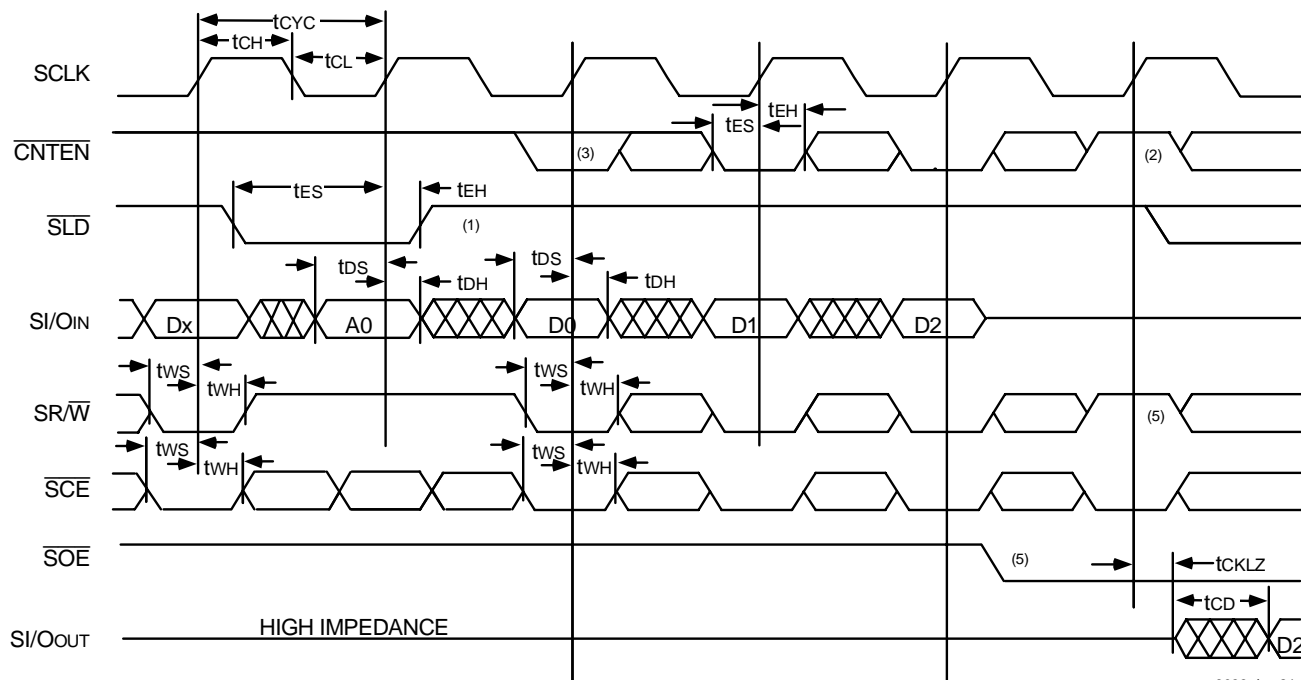 tCYC
tCH
tCL
SCLK
tEH
tES
CNTEN
(3)
(2)
tES
tEH
SLD
(1)
tDS
tDH
tDS
tDH
SI/OIN
Dx
A0
D0
D1
D2
tWS
tWH
tWS
tWH
SR/W
(5)
tWS
tWH
tWS
tWH
SCE
SOE
(5)
tCKLZ
tCD
HIGH IMPEDANCE
SI/OOUT
D2